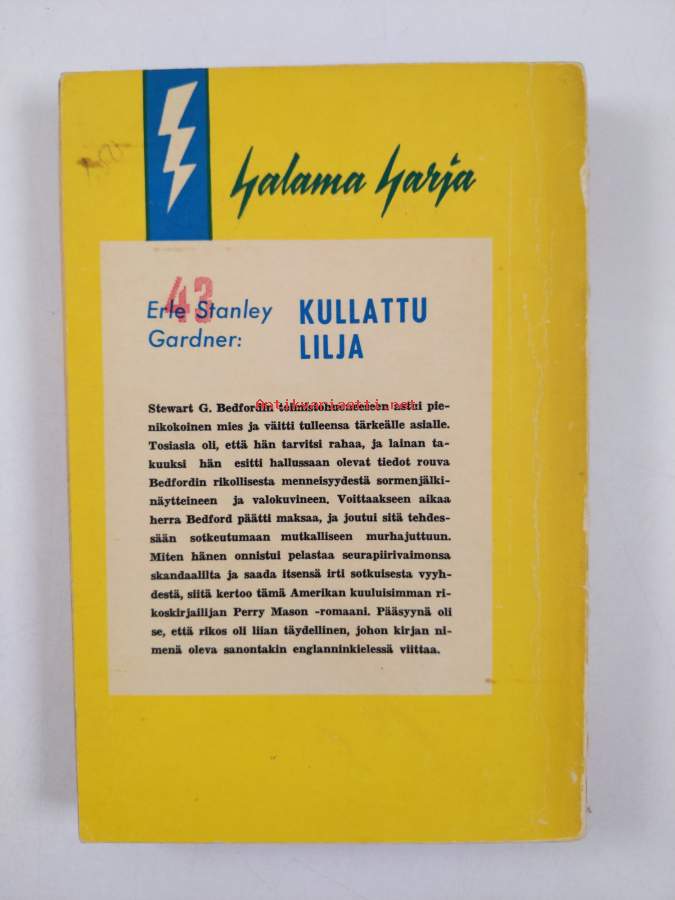 Salama Sarja
43
Erle Stanley
Gardner:
KULLATTU
LILJA
Antikvariaatti.net
Stewart G. Bedfordin toimistohuoneeseen astui pie-
nikokoinen mies ja väitti tulleensa tärkeälle asialle.
Tosiasia oli, että hän tarvitsi rahaa, ja lainan ta-
kuuksi hän esitti hallussaan olevat tiedot rouva
Bedfordin rikollisesta menneisyydestä sormenjälki-
näytteineen ja valokuvineen. Voittaakseen aikaa
herra Bedford päätti maksaa, ja joutui sitä tehdes-
sään sotkeutumaan mutkalliseen murhajuttuun.
Miten hänen onnistui pelastaa seurapiirivaimonsa
skandaalilta ja saada itsensä irti sotkuisesta vyyh-
destä, siitä kertoo tämä Amerikan kuuluisimman ri-
koskirjailijan Perry Mason -romaani. Pääsyynä oli
se, että rikos oli liian täydellinen, johon kirjan ni-
menä oleva sanontakin englanninkielessä viittaa.